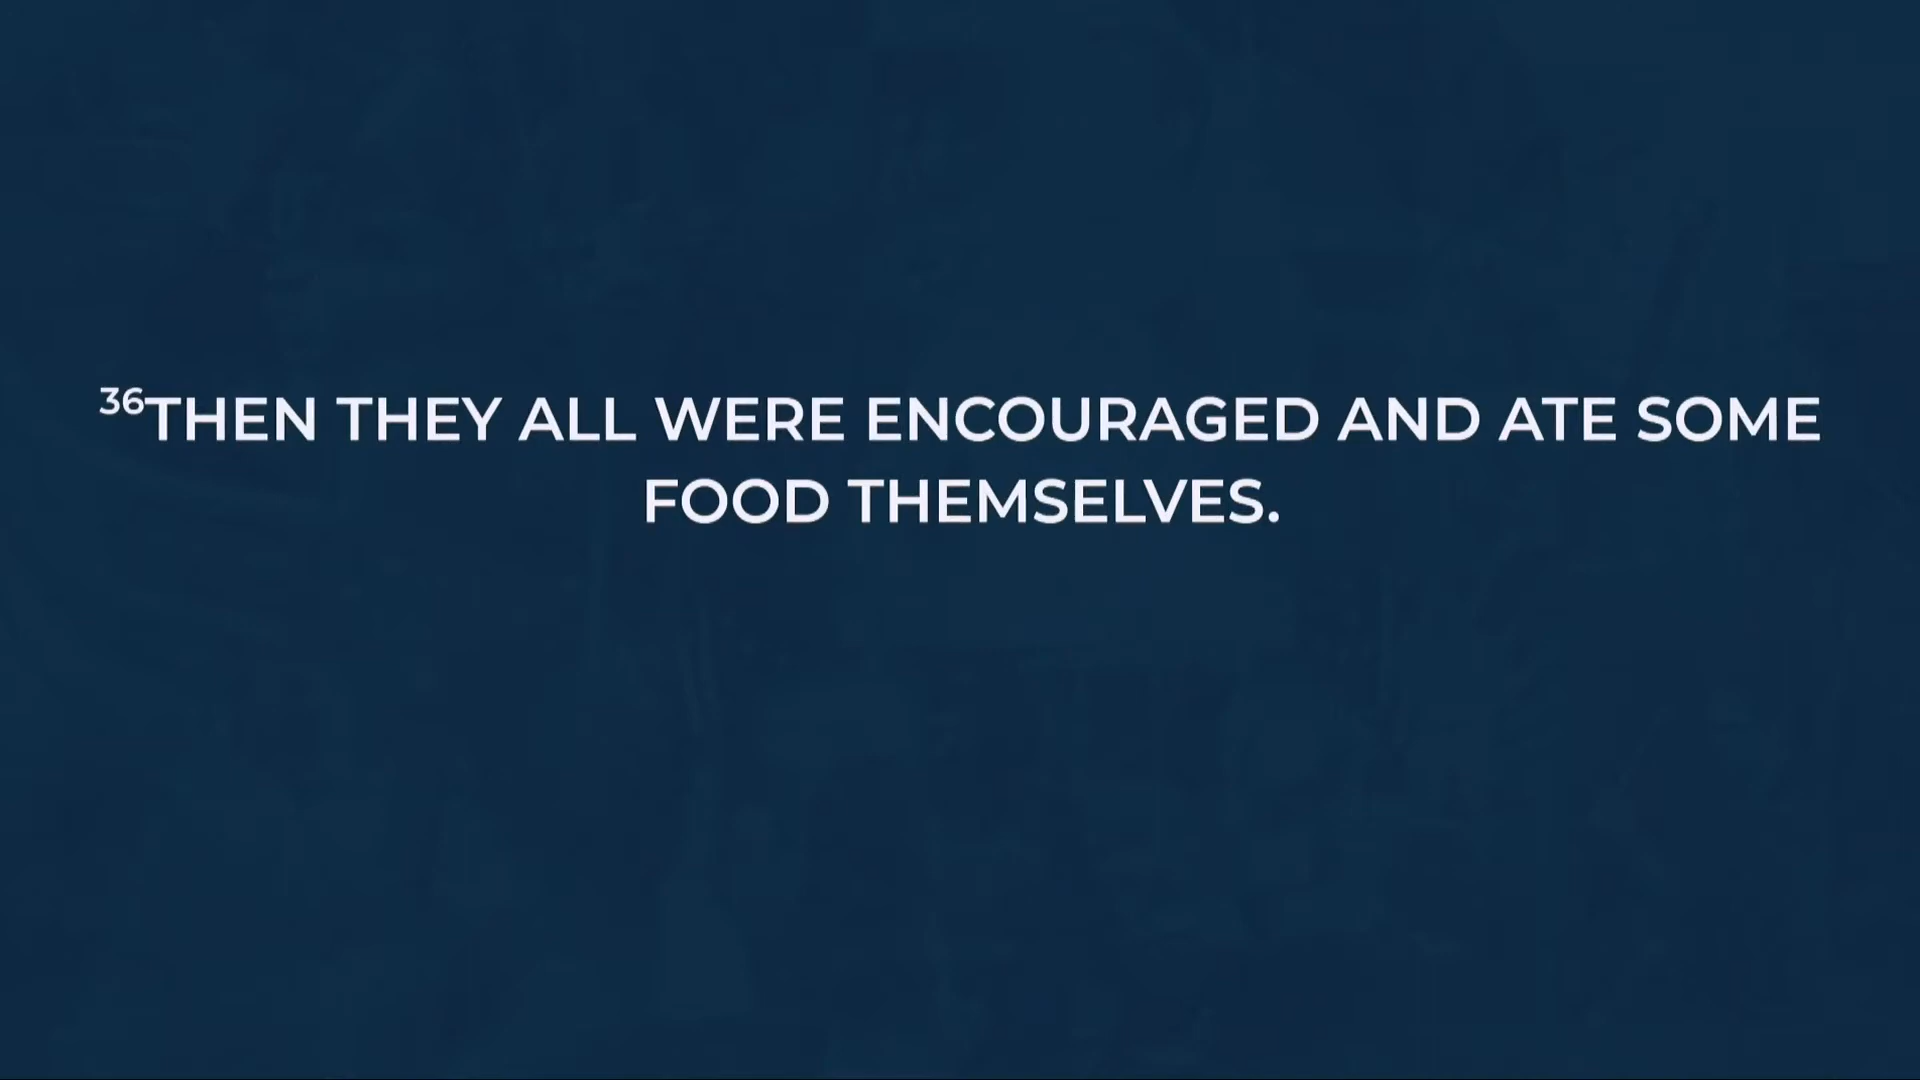 36THEN THEY ALL WERE ENCOURAGED AND ATE SOME
FOOD THEMSELVES.